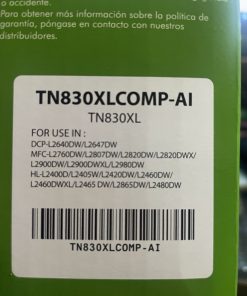 o accidente.
Para obtener más información sobre la política de
garantía, póngase en contacto con nuestros
distribuidores.
TN830XLCOMP-AI
TN830XL
FOR USE IN :
DCP-L2640DW/L2647DW
MFC-L2760DW/L2807DW/L2820DW/L2820DWX/
L2900DW/L2900DWXL/L2980DW
HL-L2400D/L2405W/L2420DW/L2460DW/
L2460DWXL/L2465 DW/L2865DW/L2480DW
TN830XLCOMP-AI